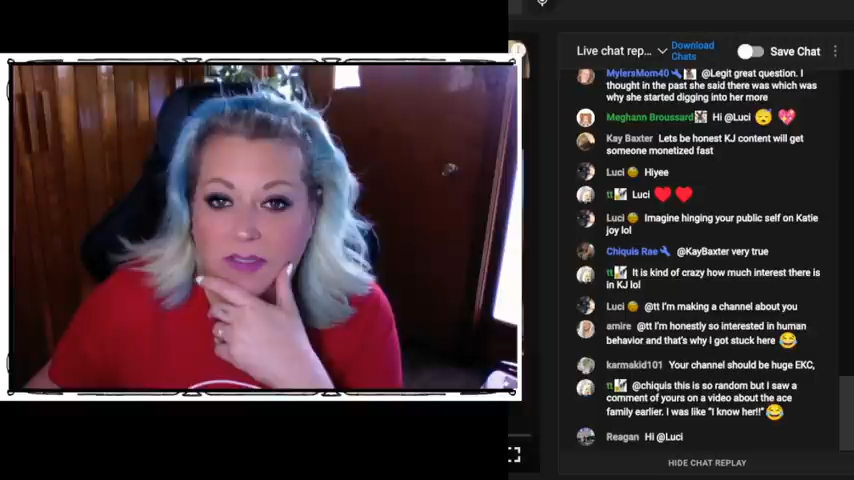 Live chat rep...
Download
Chats
Save Chat
MylersMom40 @Legit great question. I
thought in the past she said there was which was
why she started digging into her more
Meghann Broussard Hi @Luci
Kay Baxter Lets be honest KJ content will get
someone monetized fast
Luci Hiyee
tt Luci
Luci Imagine hinging your public self on Katie
joy lol
Chiquis Rae @KayBaxter very true
tt It is kind of crazy how much interest there is
in KJ lol
Luci @tt I'm making a channel about you
amire @tt I'm honestly so interested in human
behavior and that's why I got stuck here
karmakid101 Your channel should be huge EKC,
tt @chiquis this is so random but I saw a
comment of yours on a video about the ace
family earlier. I was like "I know her!!"
Reagan Hi @Luci
HIDE CHAT REPLAY